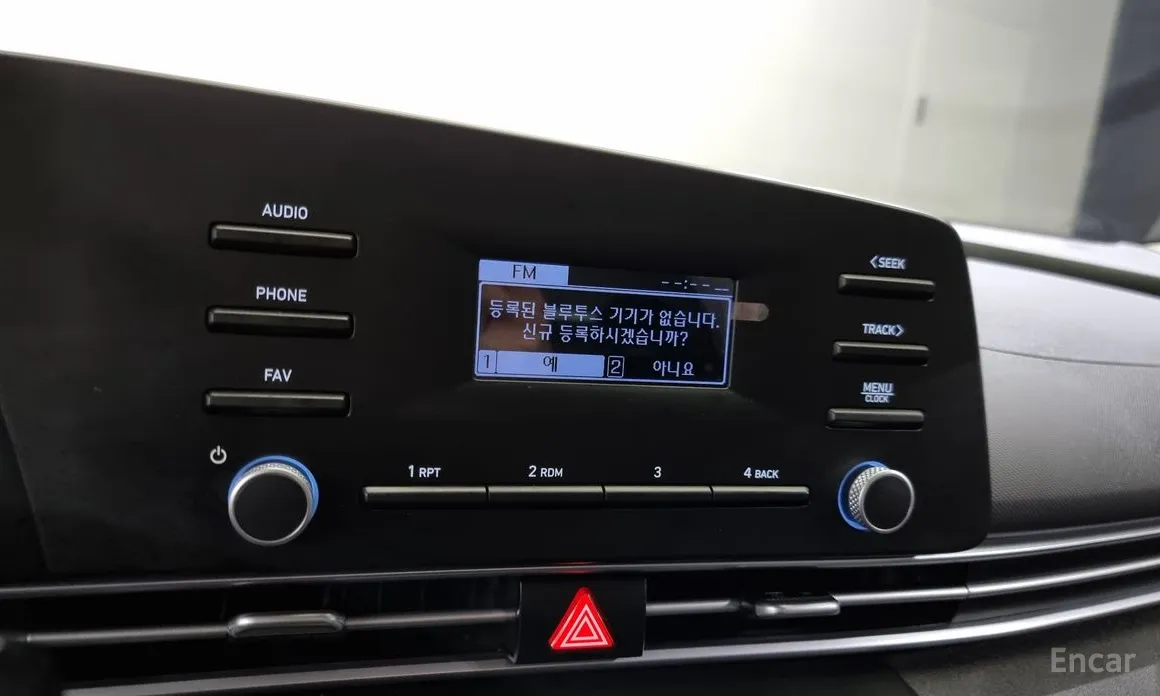 AUDIO
PHONE
FAV
FM
--:--
등록된 블루투스 기기가 없습니다.
신규 등록하시겠습니까?
1 예 2 아니요
<SEEK
TRACK>
MENU
CLOCK
1 RPT 2 RDM 3 4 BACK
Encar